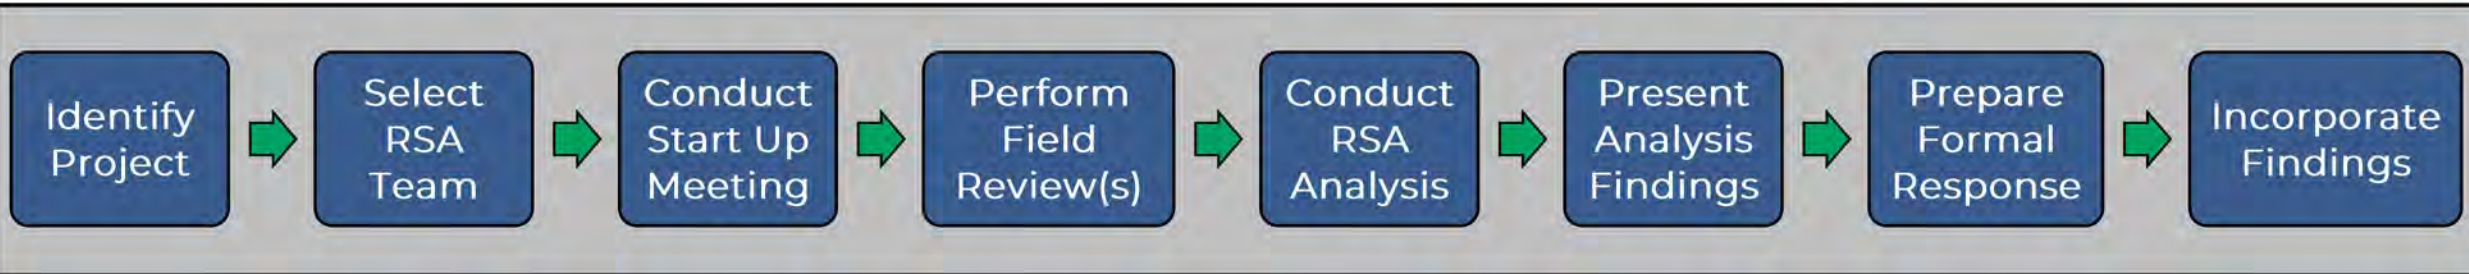 Identify
Project
Select
RSA
Team
Conduct
Start Up
Meeting
Perform
Field
Review(s)
Conduct
RSA
Analysis
Present
Analysis
Findings
Prepare
Formal
Response
Incorporate
Findings